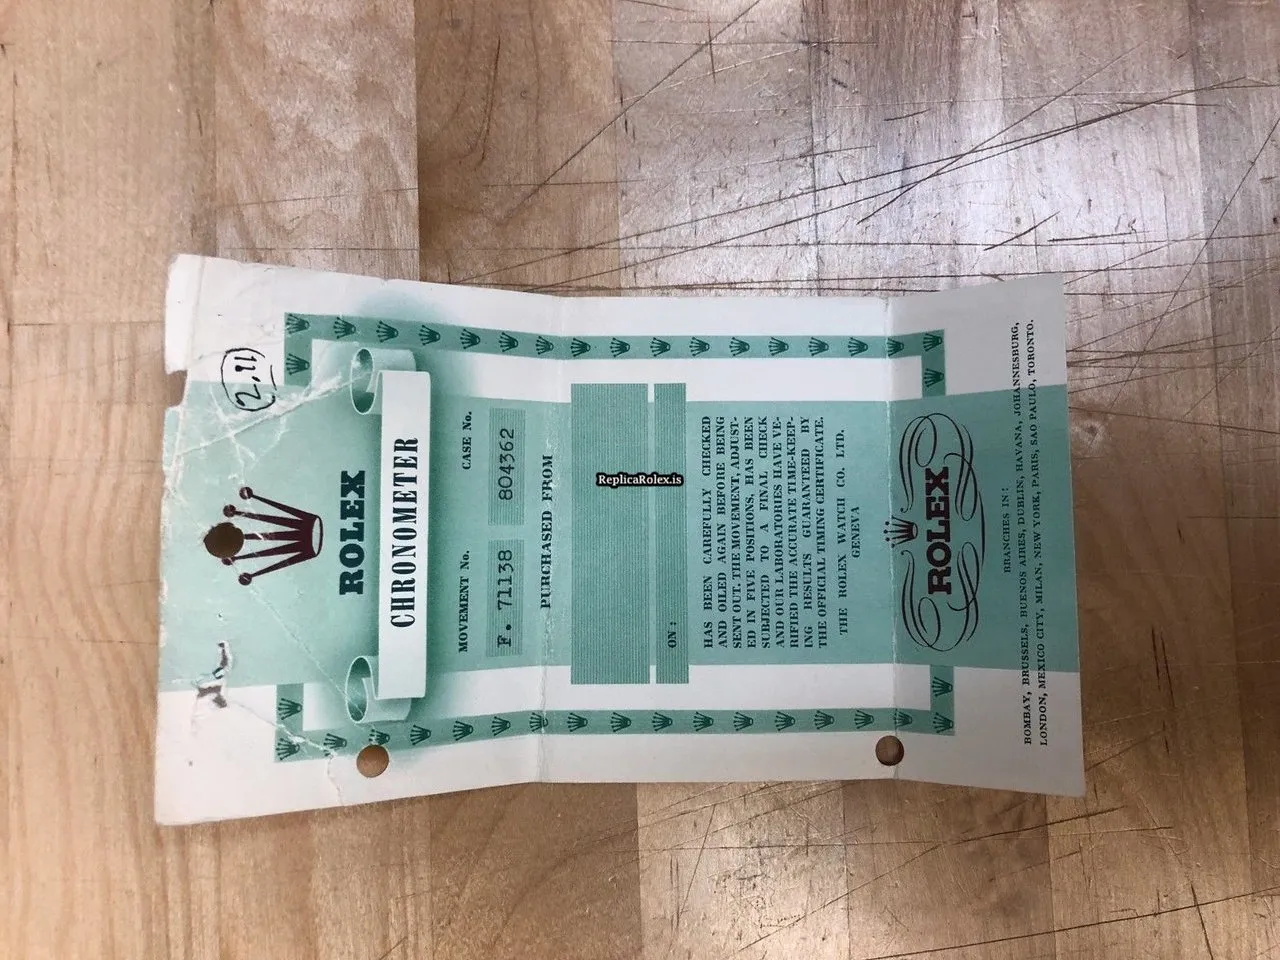 2.11
ROLEX
CHRONOMETER
MOVEMENT No. CASE No.
F. 71138 804362
PURCHASED FROM
ReplicaRolex.is
ON :
HAS BEEN CAREFULLY CHECKED
AND OILED AGAIN BEFORE BEING
SENT OUT. THE MOVEMENT, ADJUST-
ED IN FIVE POSITIONS, HAS BEEN
SUBJECTED TO A FINAL CHECK
AND OUR LABORATORIES HAVE VE-
RIFIED THE ACCURATE TIME-KEEP-
ING RESULTS GUARANTEED BY
THE OFFICIAL TIMING CERTIFICATE.
THE ROLEX WATCH CO. LTD.
GENEVA
ROLEX
BRANCHES IN :
BOMBAY, BRUSSELS, BUENOS AIRES, DUBLIN, HAVANA, JOHANNESBURG,
LONDON, MEXICO CITY, MILAN, NEW YORK, PARIS, SAO PAULO, TORONTO.